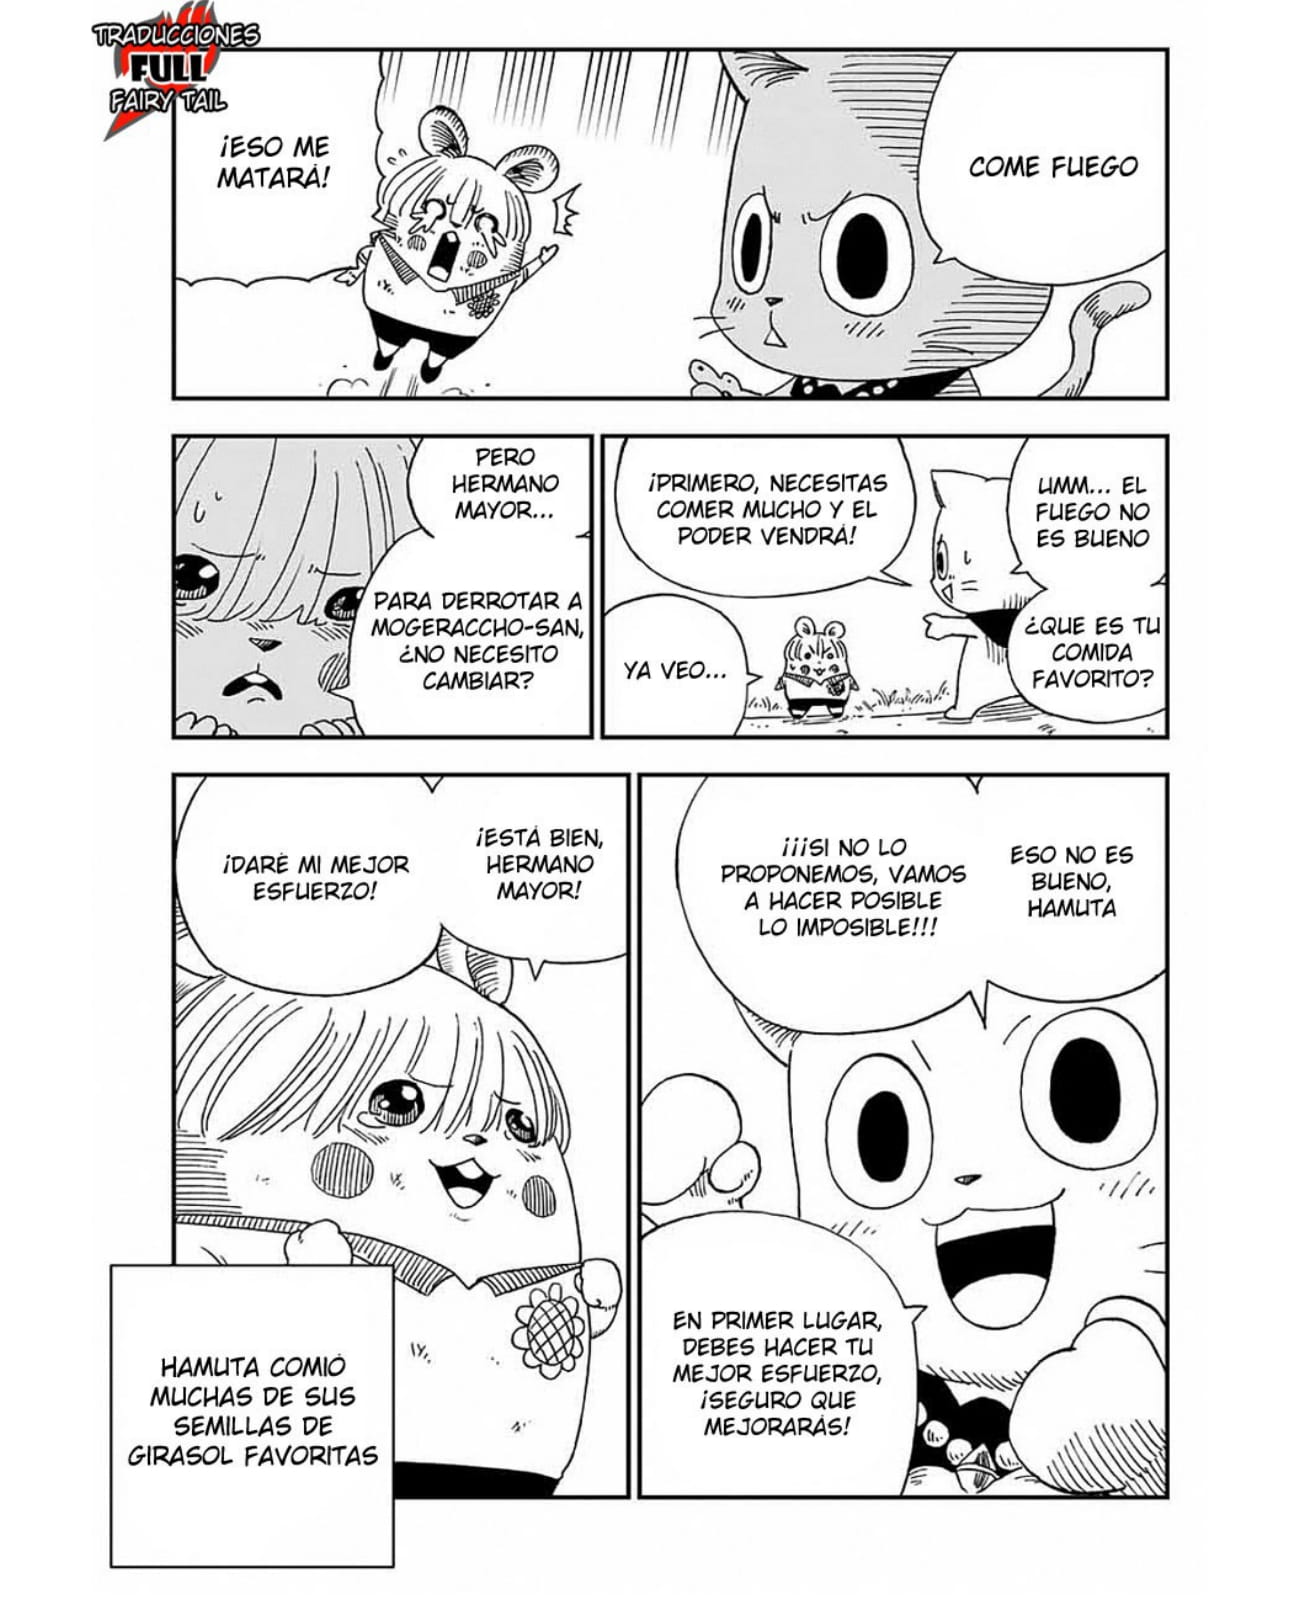 TRADUCCIONES
FULL
FAIRY TAIL
COME FUEGO
¡ESO ME
MATARÁ!
UMM... EL
FUEGO NO
ES BUENO
¿QUE ES TU
COMIDA
FAVORITO?
¡PRIMERO, NECESITAS
COMER MUCHO Y EL
PODER VENDRÁ!
YA VEO...
PERO
HERMANO
MAYOR...
PARA DERROTAR A
MOGERACCHO-SAN,
¿NO NECESITO
CAMBIAR?
ESO NO ES
BUENO,
HAMUTA
¡¡¡SI NO LO
PROPONEMOS, VAMOS
A HACER POSIBLE
LO IMPOSIBLE!!!
EN PRIMER LUGAR,
DEBES HACER TU
MEJOR ESFUERZO,
¡SEGURO QUE
MEJORARÁS!
¡ESTÁ BIEN,
HERMANO
MAYOR!
¡DARÉ MI MEJOR
ESFUERZO!
HAMUTA COMIÓ
MUCHAS DE SUS
SEMILLAS DE
GIRASOL FAVORITAS